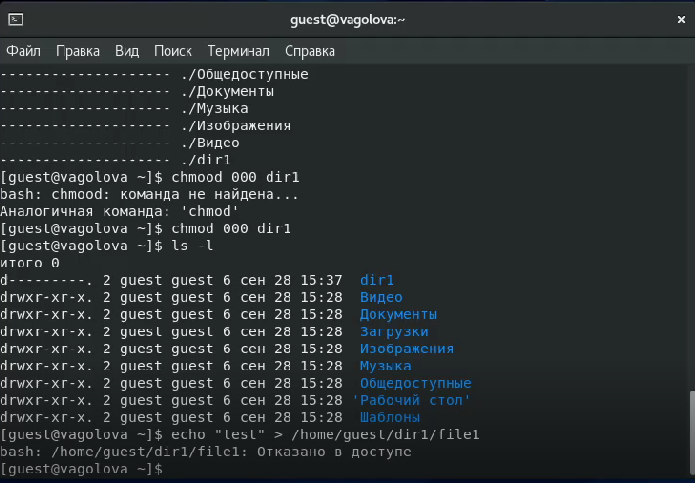 guest@vagolova:~
Файл Правка Вид Поиск Терминал Справка
-------------------- ./Общедоступные
-------------------- ./Документы
-------------------- ./Музыка
-------------------- ./Изображения
-------------------- ./Видео
-------------------- ./dir1
[guest@vagolova ~]$ chmood 000 dir1
bash: chmood: команда не найдена...
Аналогичная команда: 'chmod'
[guest@vagolova ~]$ chmod 000 dir1
[guest@vagolova ~]$ ls -l
итого 0
d---------. 2 guest guest 6 сен 28 15:37  dir1
drwxr-xr-x. 2 guest guest 6 сен 28 15:28  Видео
drwxr-xr-x. 2 guest guest 6 сен 28 15:28  Документы
drwxr-xr-x. 2 guest guest 6 сен 28 15:28  Загрузки
drwxr-xr-x. 2 guest guest 6 сен 28 15:28  Изображения
drwxr-xr-x. 2 guest guest 6 сен 28 15:28  Музыка
drwxr-xr-x. 2 guest guest 6 сен 28 15:28  Общедоступные
drwxr-xr-x. 2 guest guest 6 сен 28 15:28 'Рабочий стол'
drwxr-xr-x. 2 guest guest 6 сен 28 15:28  Шаблоны
[guest@vagolova ~]$ echo "test" > /home/guest/dir1/file1
bash: /home/guest/dir1/file1: Отказано в доступе
[guest@vagolova ~]$